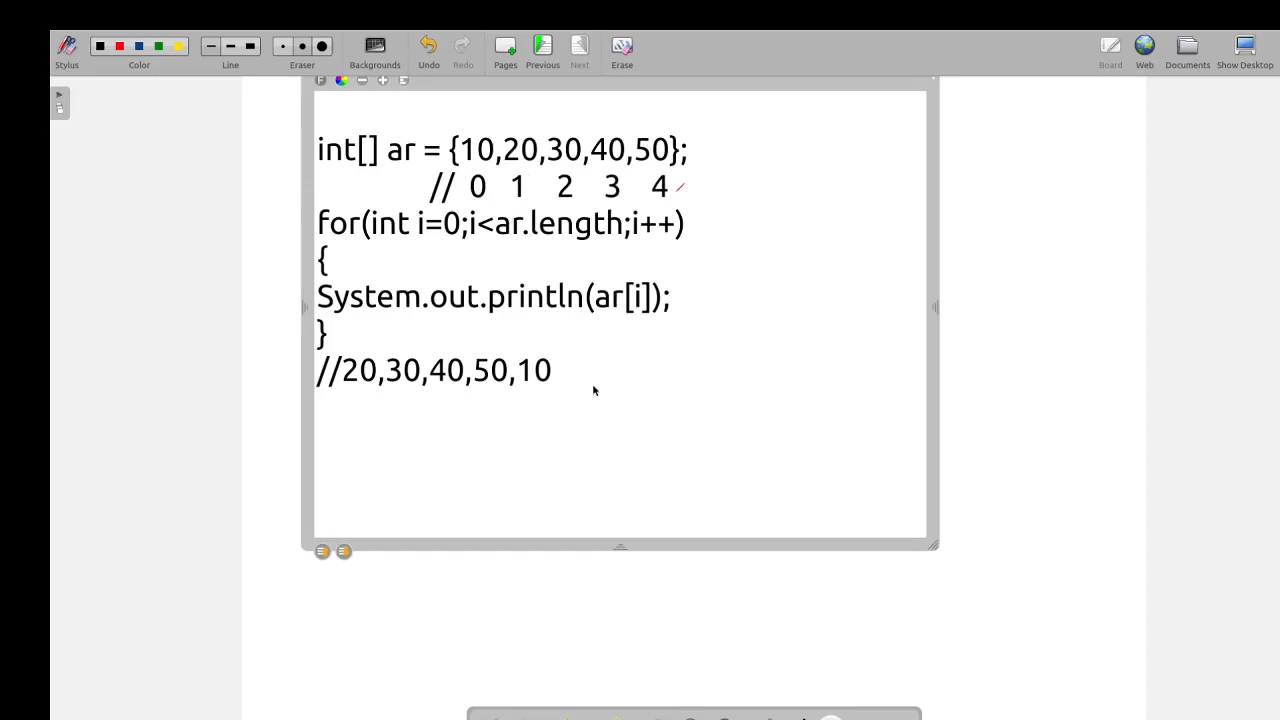 Stylus Color Line Eraser Backgrounds Undo Redo Pages Previous Next Erase Board Web Documents Show Desktop
int[] ar = {10,20,30,40,50};
// 0 1 2 3 4
for(int i=0;i<ar.length;i++)
{
System.out.println(ar[i]);
}
//20,30,40,50,10